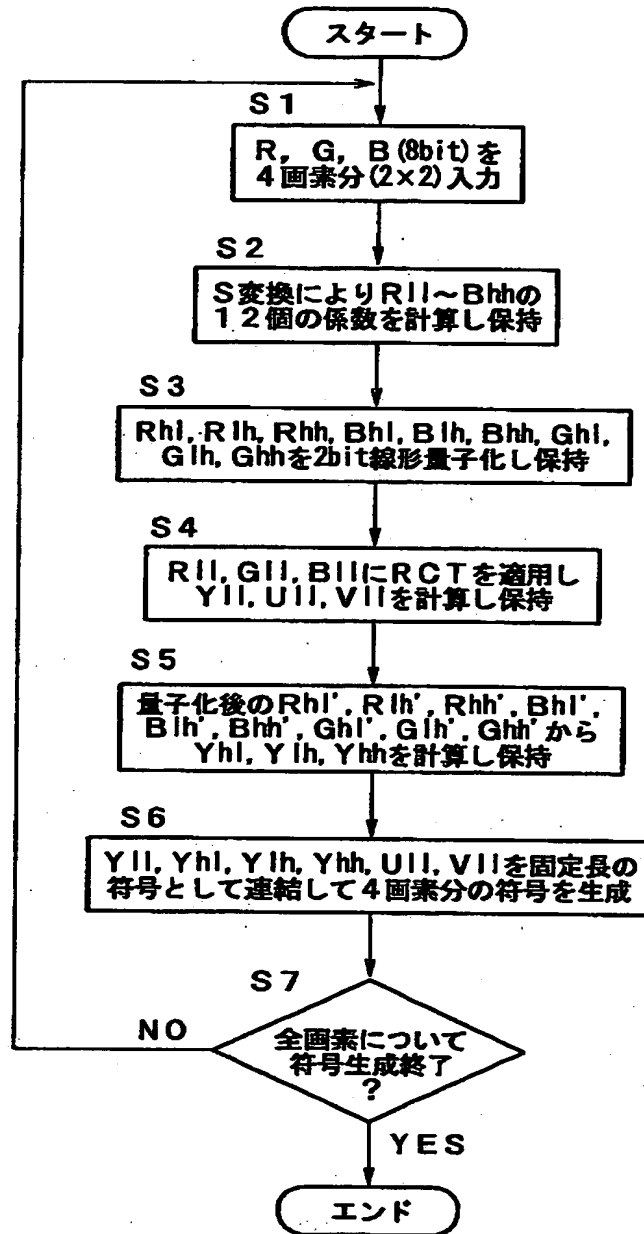 スタート
S1
R, G, B(8bit)を
4画素分(2×2)入力
S2
S変換によりRll~Bhhの
12個の係数を計算し保持
S3
Rhl, Rlh, Rhh, Bhl, Blh, Bhh, Ghl,
Glh, Ghhを2bit線形量子化し保持
S4
Rll, Gll, BllにRCTを適用し
Yll, Ull, Vllを計算し保持
S5
量子化後のRhl', Rlh', Rhh', Bhl',
Blh', Bhh', Ghl', Glh', Ghh'から
Yhl, Ylh, Yhhを計算し保持
S6
Yll, Yhl, Ylh, Yhh, Ull, Vllを固定長の
符号として連結して4画素分の符号を生成
S7
NO
全画素について
符号生成終了
?
YES
エンド